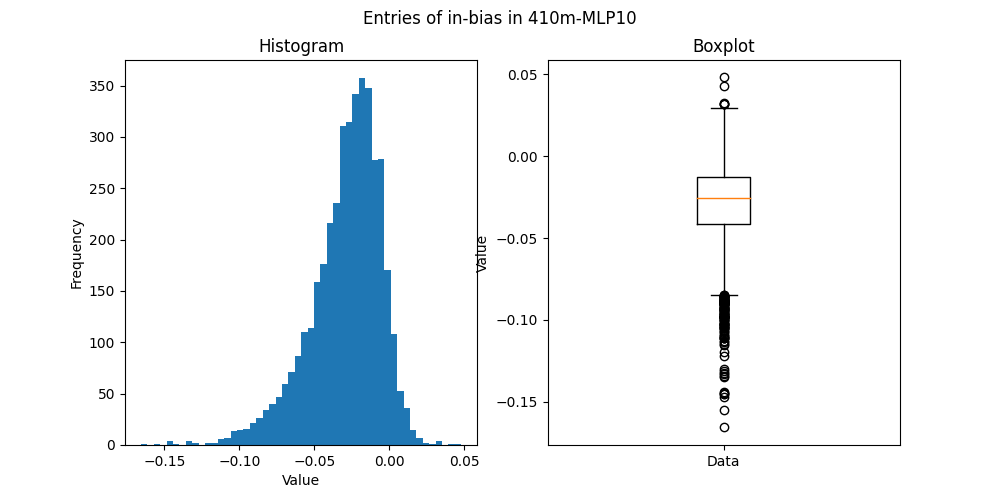 Entries of in-bias in 410m-MLP10
Histogram
Frequency
350
300
250
200
150
100
50
0
−0.15
−0.10
−0.05
0.00
0.05
Value
Boxplot
Value
0.05
0.00
−0.05
−0.10
−0.15
Data